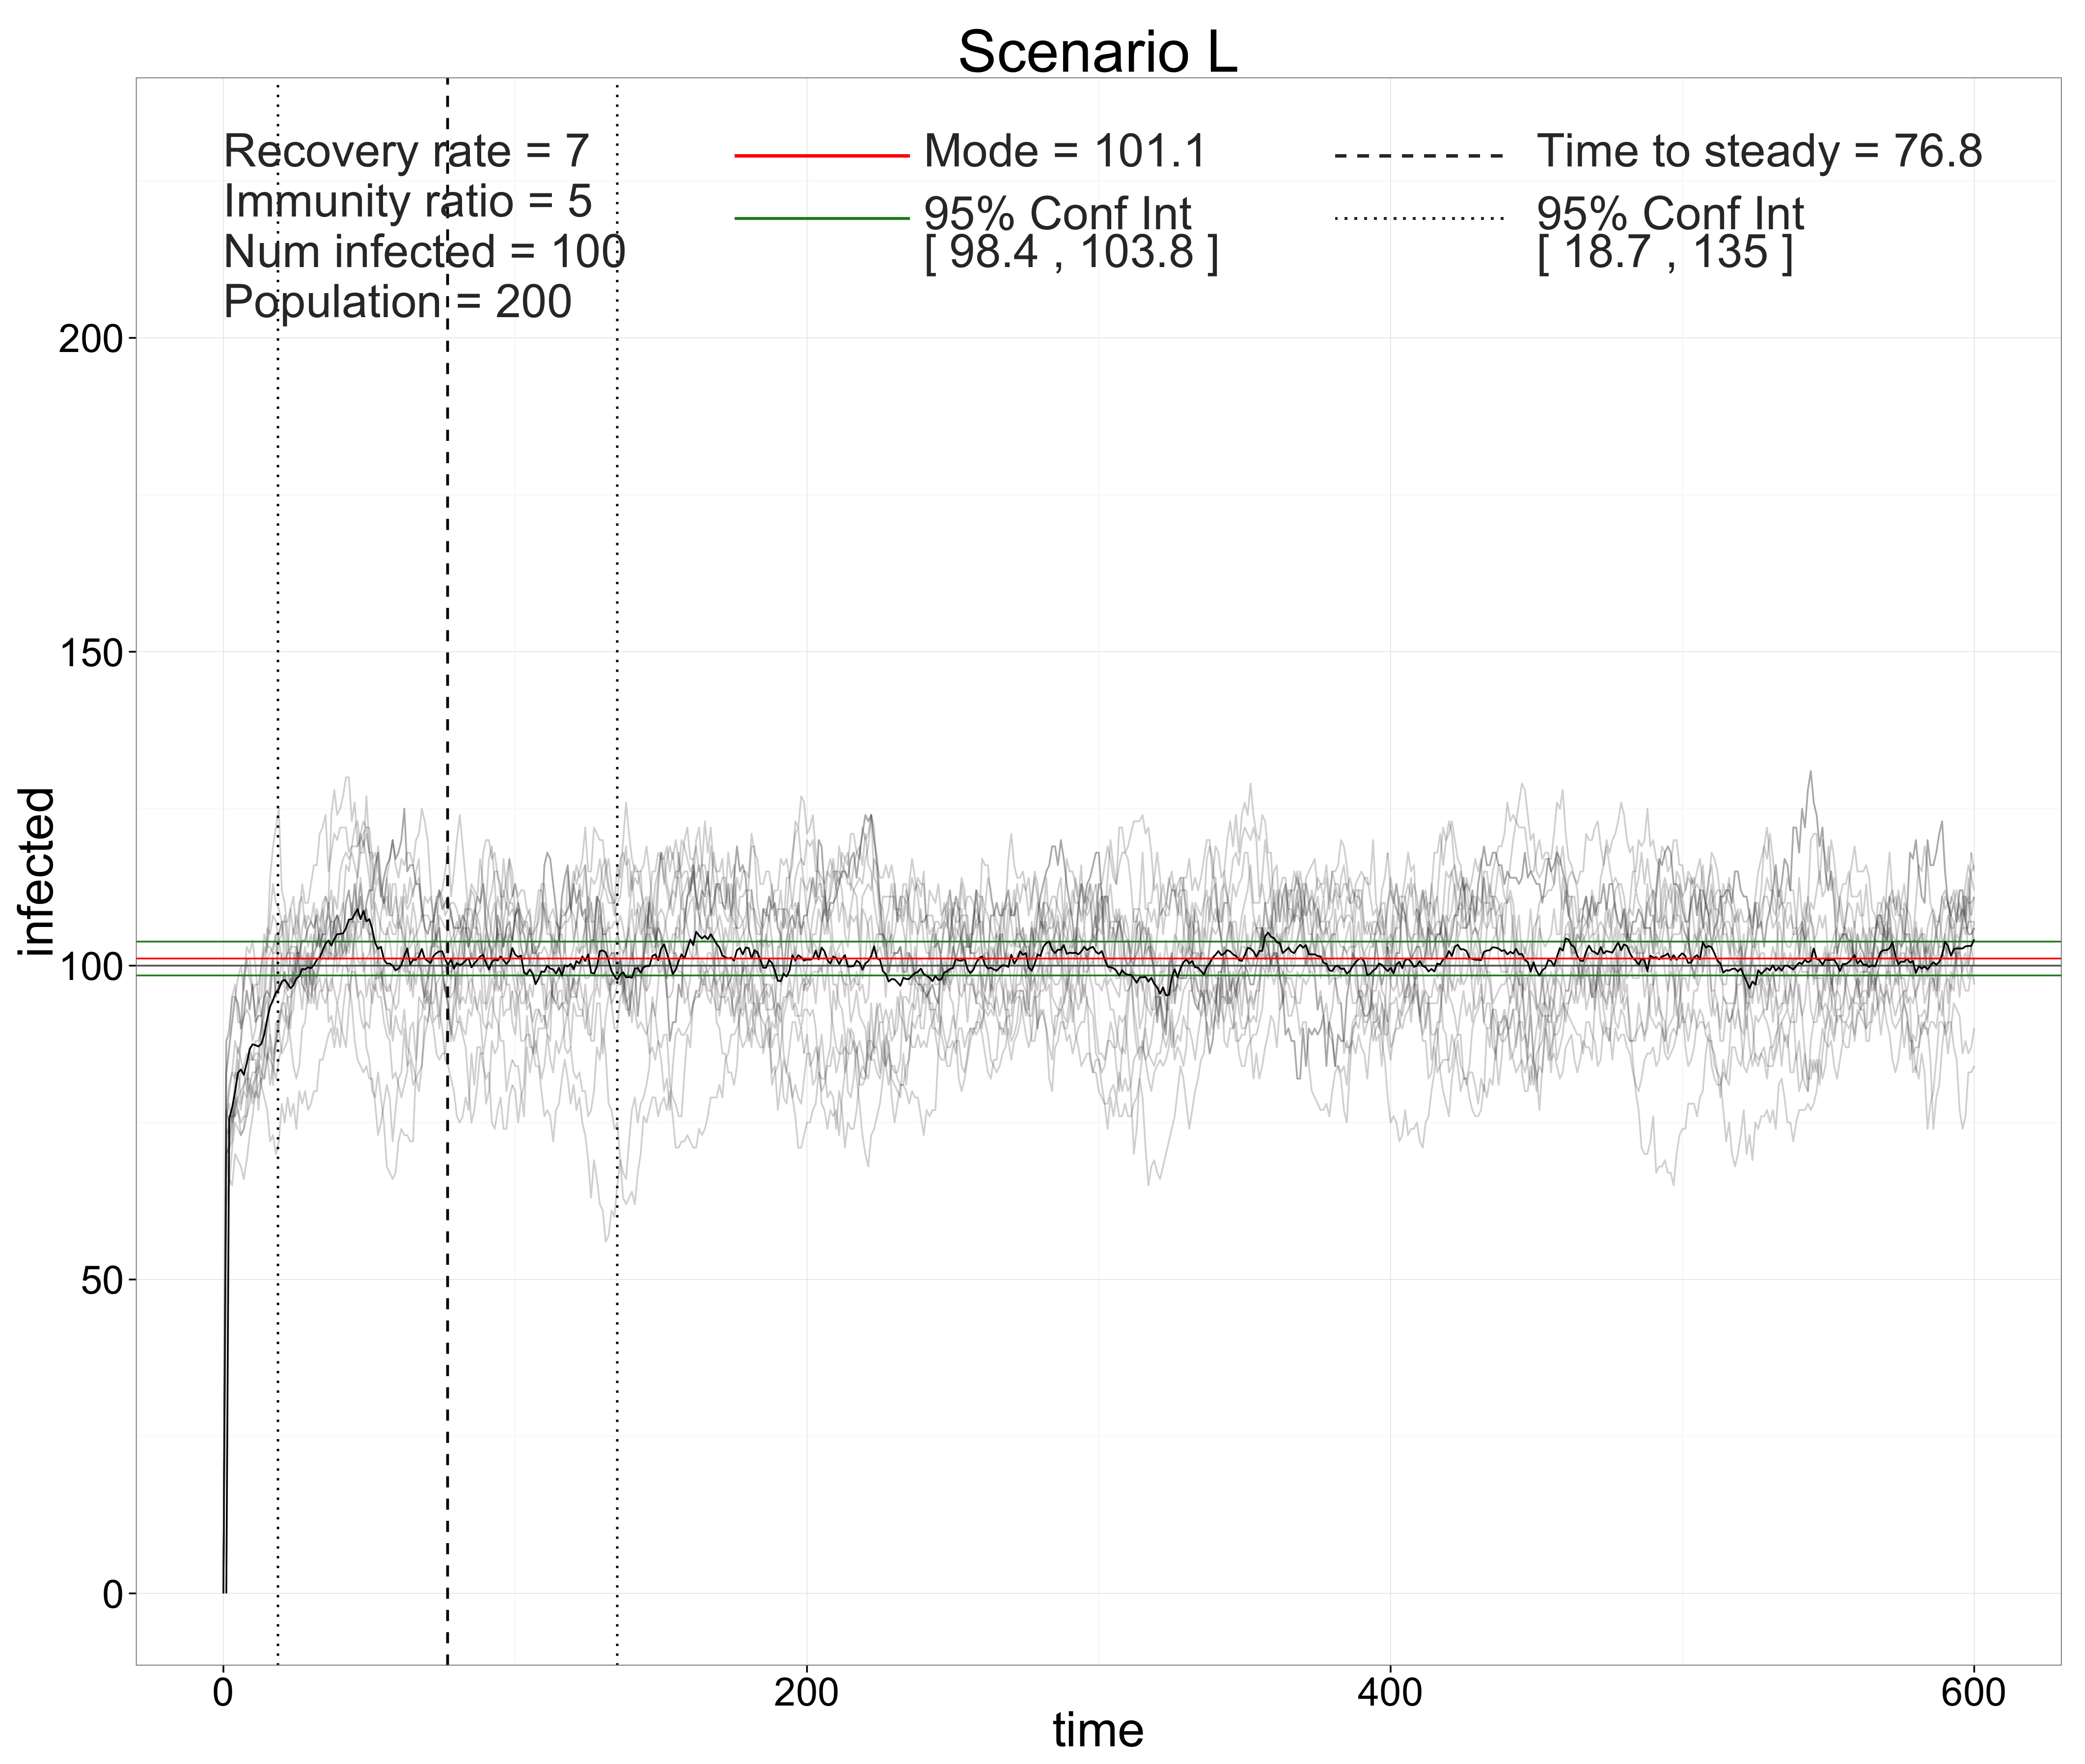 Scenario L
Recovery rate = 7
Immunity ratio = 5
Num infected = 100
Population = 200
Mode = 101.1
95% Conf Int
[ 98.4 , 103.8 ]
Time to steady = 76.8
95% Conf Int
[ 18.7 , 135 ]
infected
200
150
100
50
0
0 200 400 600
time